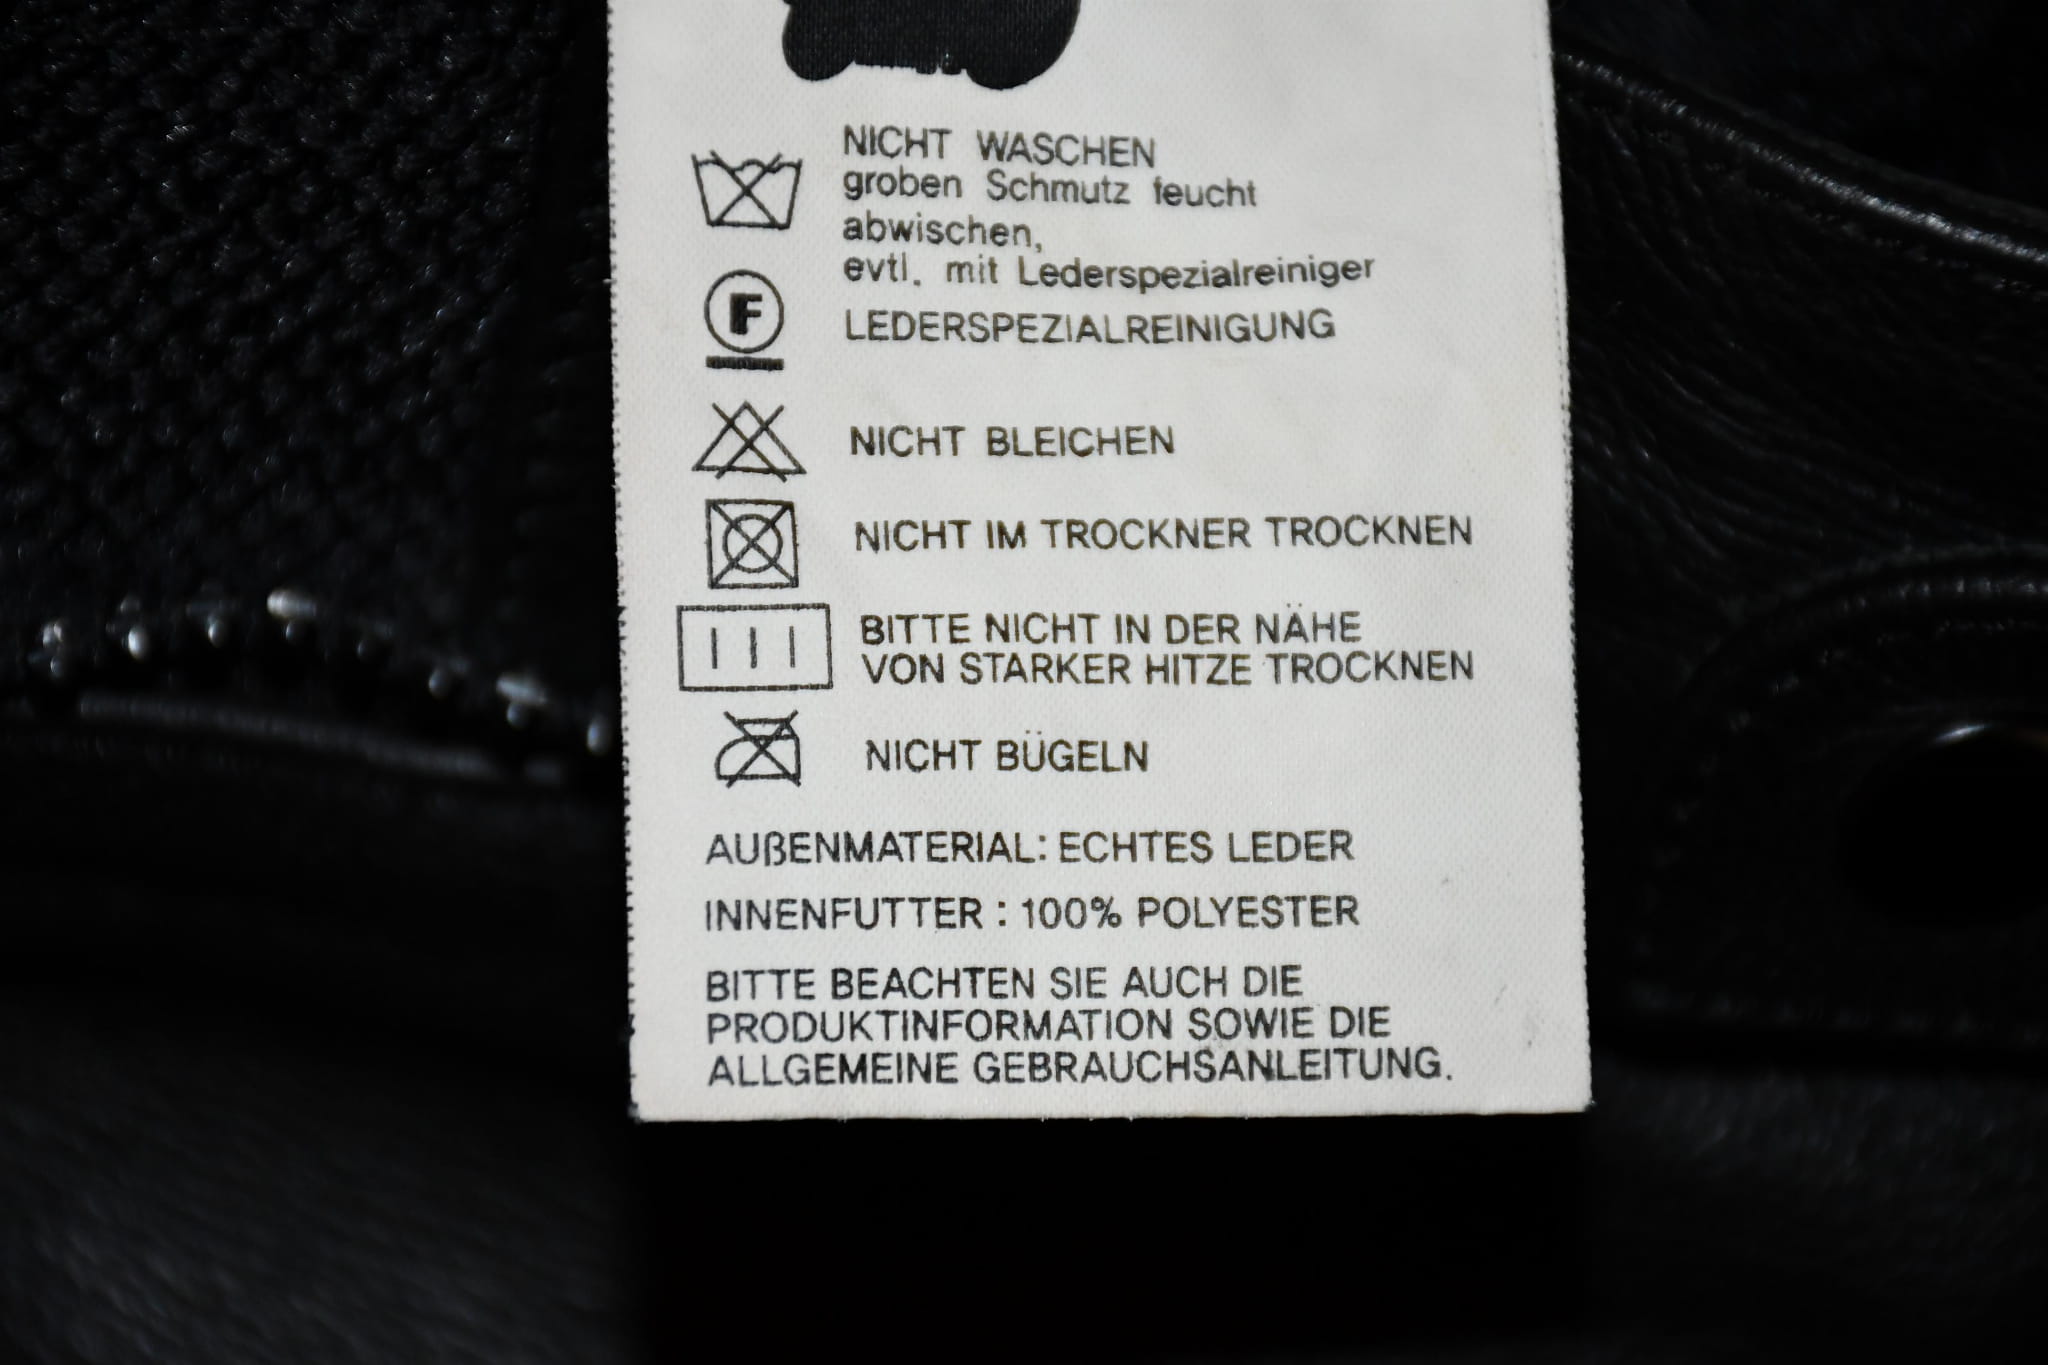 NICHT WASCHEN
groben Schmutz feucht
abwischen,
evtl. mit Lederspezialreiniger
F
LEDERSPEZIALREINIGUNG
NICHT BLEICHEN
NICHT IM TROCKNER TROCKNEN
BITTE NICHT IN DER NÄHE
VON STARKER HITZE TROCKNEN
NICHT BÜGELN
AUßENMATERIAL: ECHTES LEDER
INNENFUTTER : 100% POLYESTER
BITTE BEACHTEN SIE AUCH DIE
PRODUKTINFORMATION SOWIE DIE
ALLGEMEINE GEBRAUCHSANLEITUNG.